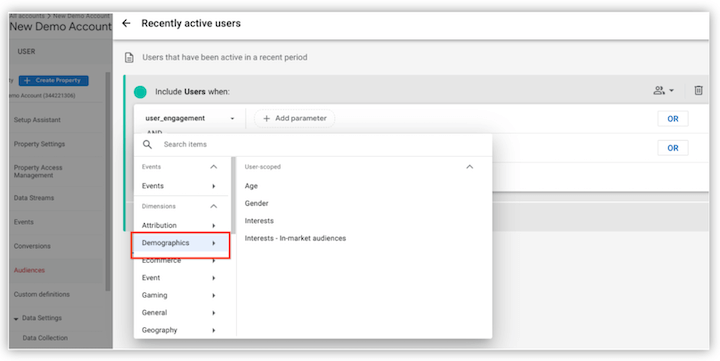 All accounts > New Demo Account
New Demo Account
USER
+ Create Property
emo Account (344221306)
Setup Assistant
Property Settings
Property Access
Management
Data Streams
Events
Conversions
Audiences
Custom definitions
Data Settings
Data Collection
Recently active users
Users that have been active in a recent period
Include Users when:
user_engagement
+ Add parameter
OR
AND
OR
Search items
Events
Events
Dimensions
Attribution
Demographics
Ecommerce
Event
Gaming
General
Geography
User-scoped
Age
Gender
Interests
Interests - In-market audiences